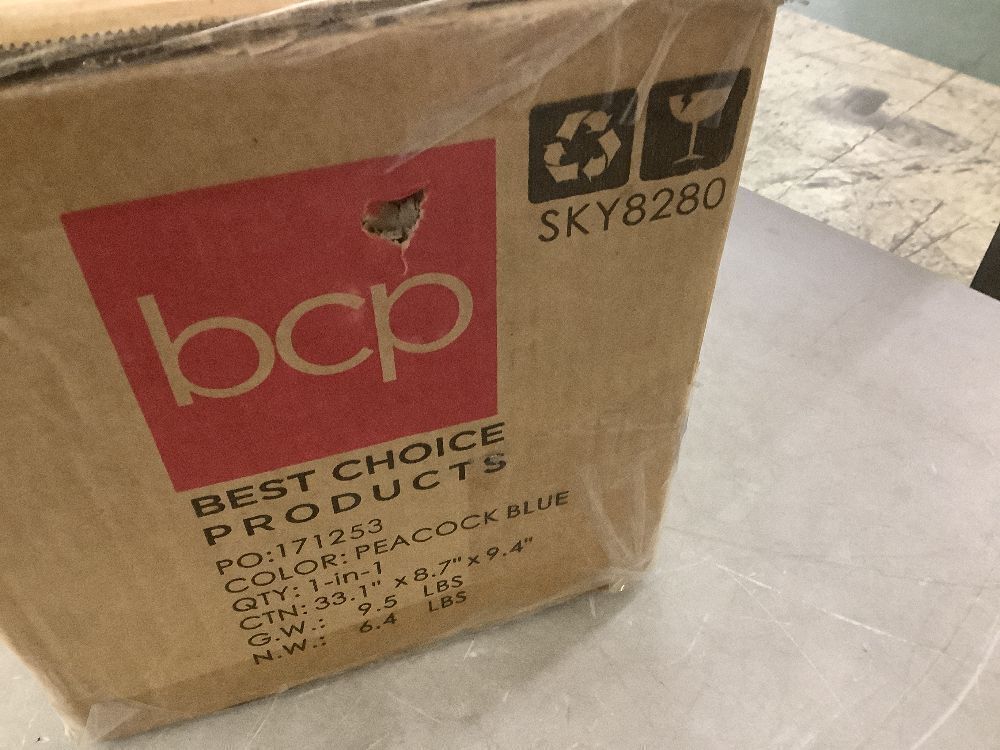 SKY8280
bcp
BEST CHOICE
PRODUCTS
PO:171253
COLOR: PEACOCK BLUE
QTY: 1-in-1
CTN: 33.1" x 8.7" x 9.4"
G.W.: 9.5 LBS
N.W.: 6.4 LBS